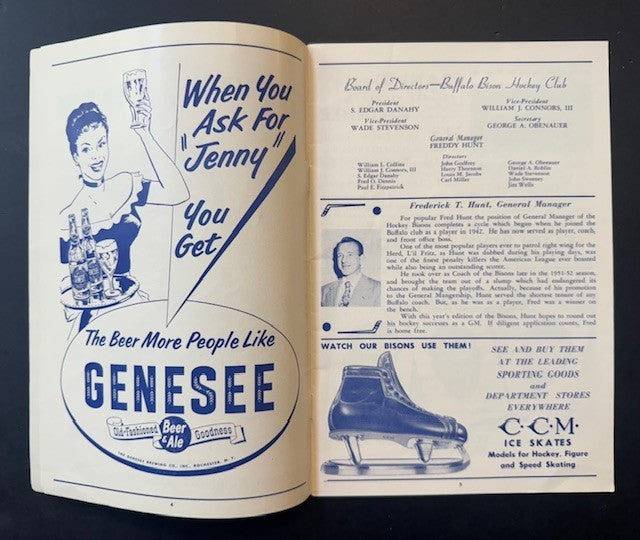 When You
Ask For
"Jenny"
You
Get
The Beer More People Like
GENESEE
Old-Fashioned Beer & Ale Goodness
THE GENESEE BREWING CO., INC., ROCHESTER, N. Y.
4
Board of Directors—Buffalo Bison Hockey Club
President
S. EDGAR DANAHY
Vice-President
WILLIAM J. CONNORS, III
Vice-President
WADE STEVENSON
Secretary
GEORGE A. OBENAUER
General Manager
FREDDY HUNT
Directors
William L. Collins
William J. Connors, III
S. Edgar Danahy
Fred O. Dennis
Paul E. Fitzpatrick
John Godfrey
Harry Thornton
Louis M. Jacobs
Carl Miller
George A. Obenauer
Daniel A. Roblin
Wade Stevenson
John Sweeney
Jim Wells
Frederick T. Hunt, General Manager
For popular Fred Hunt the position of General Manager of the
Hockey Bisons completes a cycle which began when he joined the
Buffalo club as a player in 1942. He has now served as player, coach,
and front office boss.
One of the most popular players ever to patrol right wing for the
Herd, L'il Fritz, as Hunt was dubbed during his playing days, was
one of the finest penalty killers the American League ever boasted
while also being an outstanding scorer.
He took over as Coach of the Bisons late in the 1951-52 season,
and brought the team out of a slump which had endangered its
chances of making the playoffs. Actually, because of his promotion
to the General Mangership, Hunt served the shortest tenure of any
Buffalo coach. But, as he was as a player, Fred was a winner on
the bench.
With this year's edition of the Bisons, Hunt hopes to round out
his hockey successes as a G.M. If diligent application counts, Fred
is home free.
WATCH OUR BISONS USE THEM!
SEE AND BUY THEM
AT THE LEADING
SPORTING GOODS
and
DEPARTMENT STORES
EVERYWHERE
C·C·M·
ICE SKATES
Models for Hockey, Figure
and Speed Skating
5